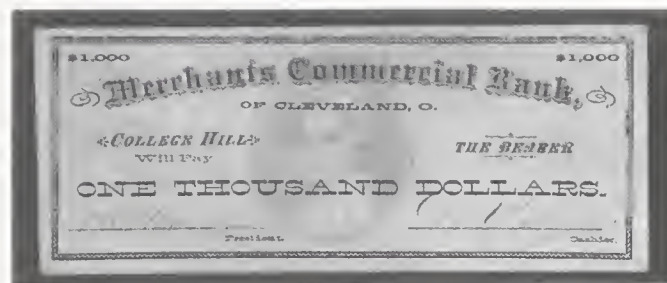 $1,000 $1,000
Merchants Commercial Bank,
OF CLEVELAND, O.
COLLEGE HILL THE BEARER
Will Pay
ONE THOUSAND DOLLARS.
President. Cashier.